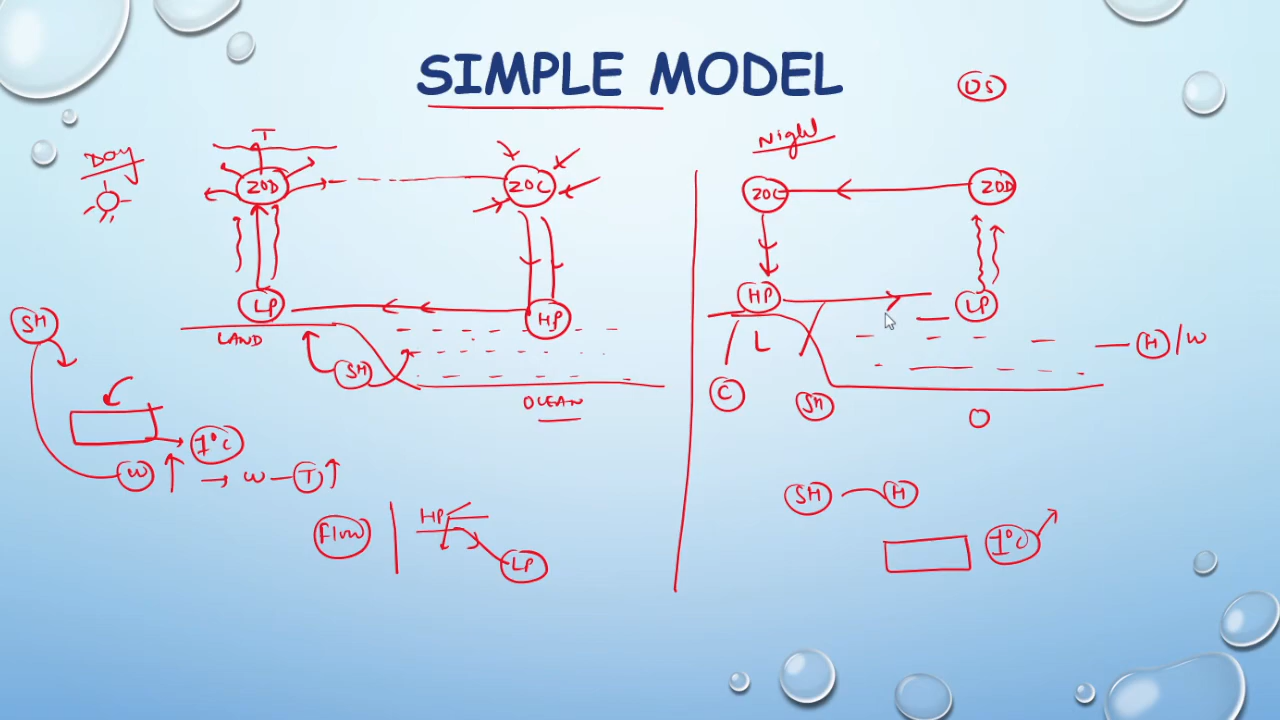 SIMPLE MODEL
DS
Day
T
ZOD
ZOC
LP
HP
LAND
SH
OCEAN
SH
1°C
W
→ W – T ↑
Flow
HP
LP
Night
ZOC
ZOD
HP
LP
L
H/W
C
SH
O
SH
H
1°C